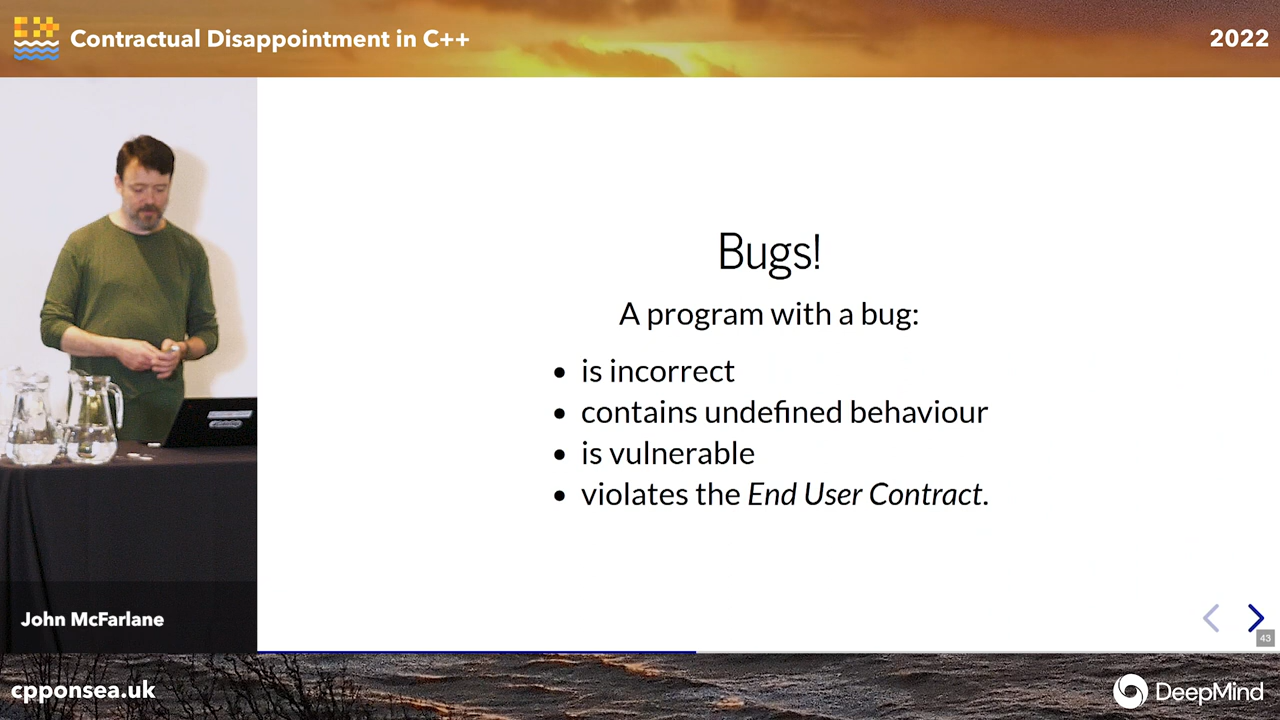 Contractual Disappointment in C++
2022
Bugs!
A program with a bug:
• is incorrect
• contains undefined behaviour
• is vulnerable
• violates the End User Contract.
John McFarlane
43
cpponsea.uk
DeepMind